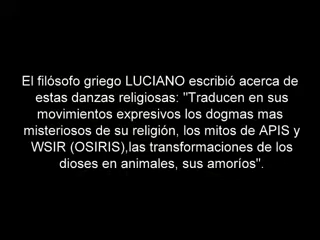 El filósofo griego LUCIANO escribió acerca de
estas danzas religiosas: "Traducen en sus
movimientos expresivos los dogmas mas
misteriosos de su religión, los mitos de APIS y
WSIR (OSIRIS),las transformaciones de los
dioses en animales, sus amoríos".